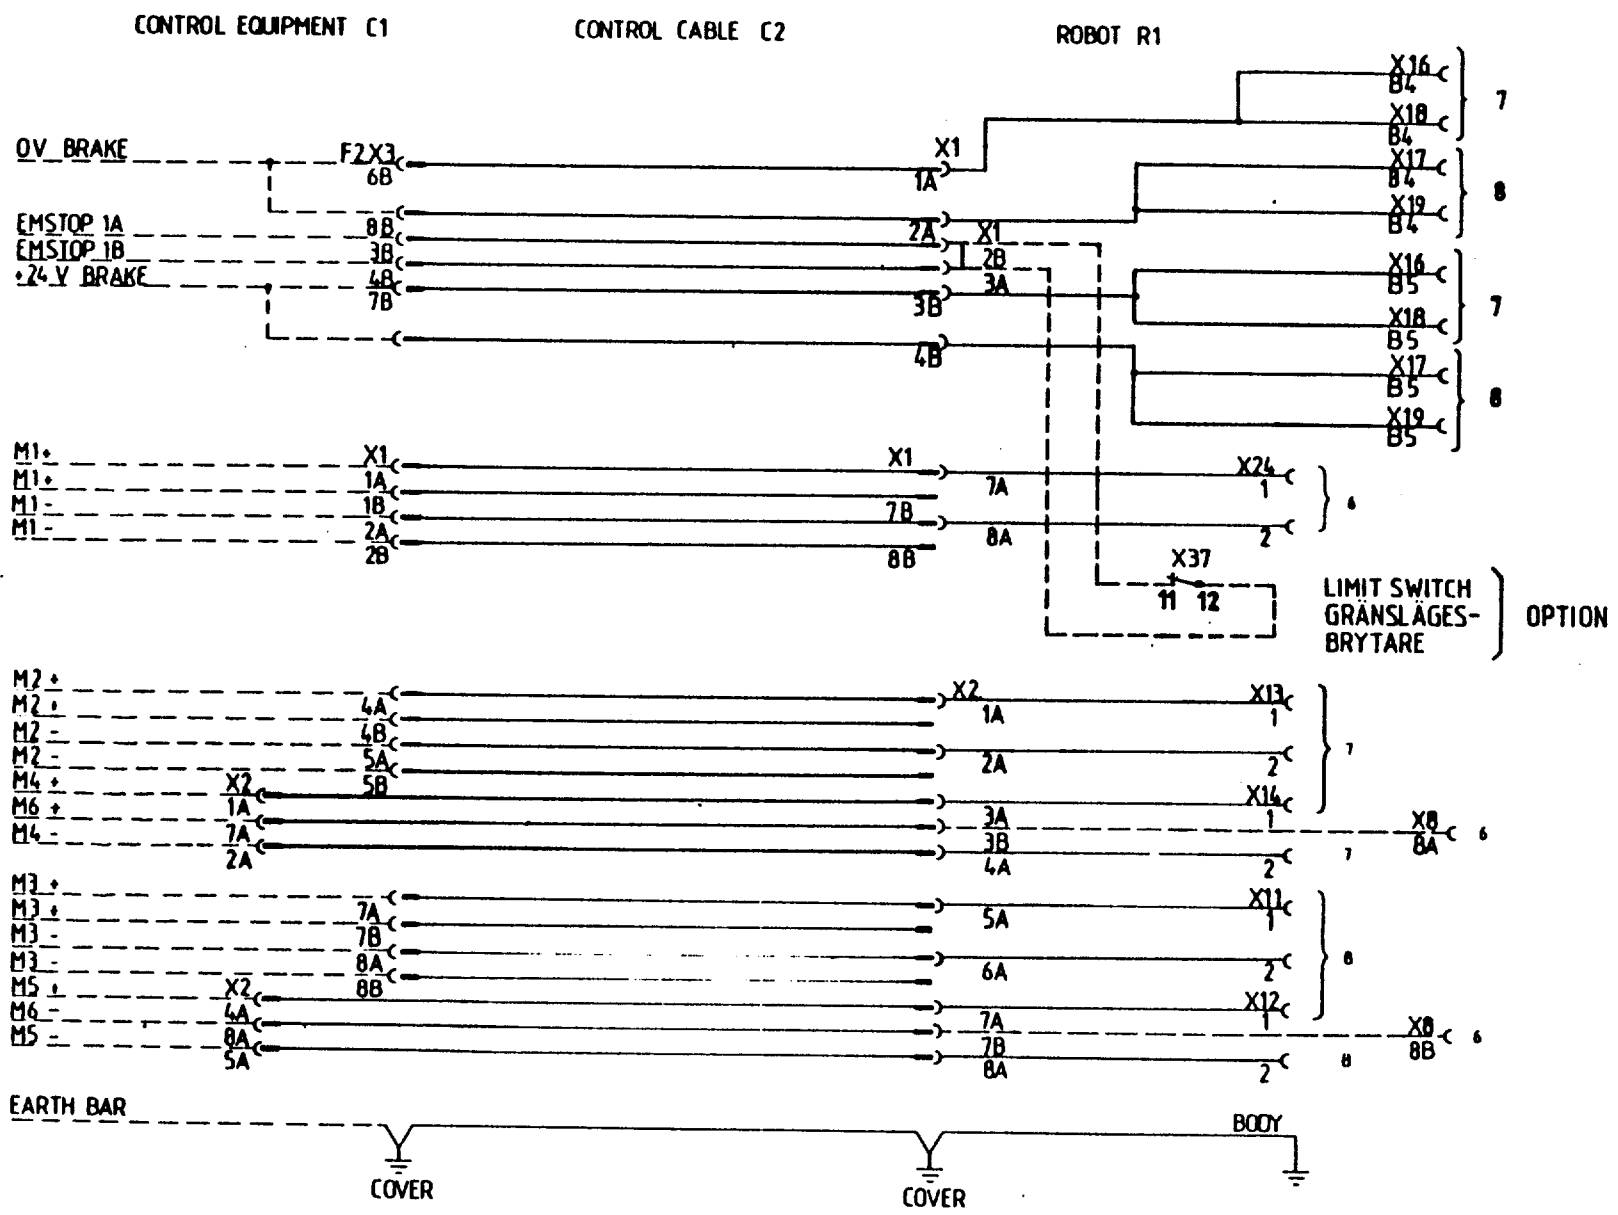 CONTROL EQUIPMENT C1
CONTROL CABLE C2
ROBOT R1
X16
B4
7
X18
B4
0V BRAKE
F2X3
6B
X1
1A
X17
B4
8
X19
B4
EMSTOP 1A
8B
2A
X1
EMSTOP 1B
3B
2B
X16
B5
+24 V BRAKE
4B
3A
7
7B
3B
X18
B5
4B
X17
B5
8
X19
B5
M1+
X1
X1
X24
M1+
1A
7A
1
6
M1-
1B
7B
M1-
2A
8A
2
2B
8B
X37
11 12
LIMIT SWITCH
GRÄNSLÄGES-
BRYTARE
OPTION
M2 +
X2
X13
M2 +
4A
1A
1
M2 -
4B
7
M2 -
5A
2A
2
M4 +
X2
5B
X14
M6 +
1A
3A
1
X8
6
M4 -
7A
3B
8A
2A
4A
2
7
M3 +
X11
M3 +
7A
5A
1
M3 -
7B
8
M3 -
8A
6A
2
M5 +
X2
8B
X12
M6 -
4A
7A
1
X8
6
M5 -
8A
7B
8B
5A
8A
2
8
EARTH BAR
BODY
COVER
COVER